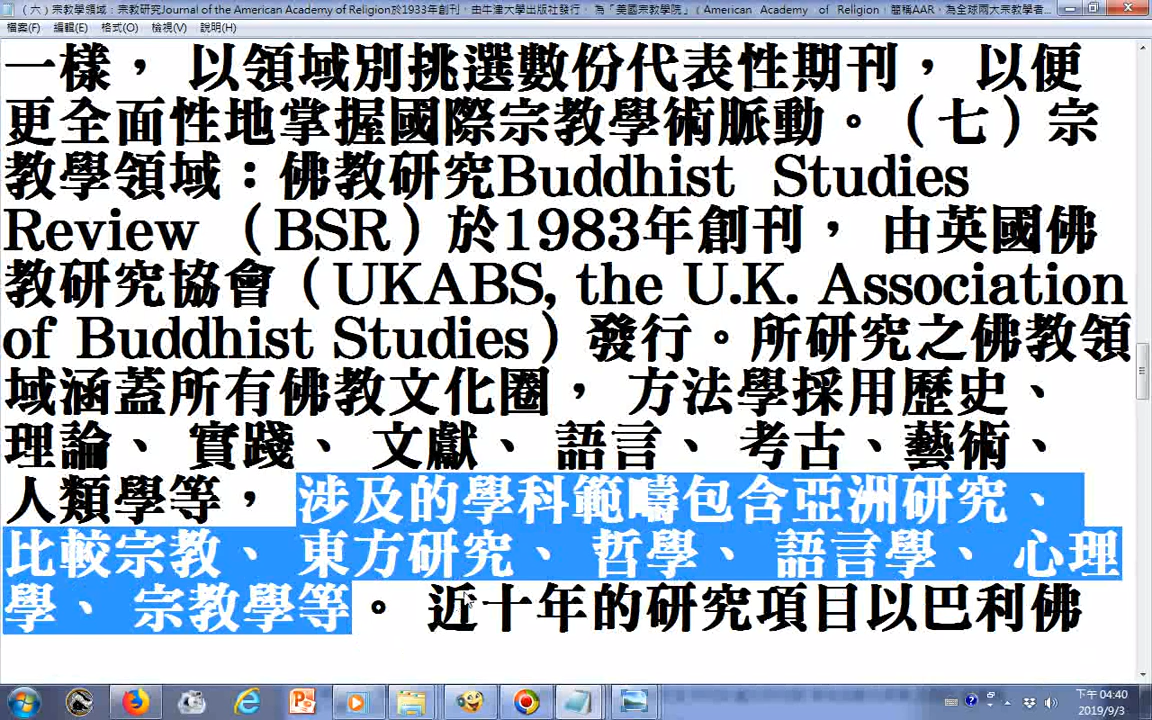 (六)宗教領域：宗教研究Journal of the American Academy of Religion於1933年創刊，由牛津大學出版社發行，為「美國宗教學院」（American Academy of Religion；簡稱AAR，為全球兩大宗教學者...
檔案(F) 編輯(E) 格式(O) 檢視(V) 說明(H)
一樣， 以領域別挑選數份代表性期刊， 以便
更全面性地掌握國際宗教學術脈動。（七）宗
教學領域：佛教研究Buddhist Studies
Review （BSR）於1983年創刊， 由英國佛
教研究協會（UKABS, the U.K. Association
of Buddhist Studies）發行。所研究之佛教領
域涵蓋所有佛教文化圈， 方法學採用歷史、
理論、 實踐、 文獻、 語言、 考古、藝術、
人類學等， 涉及的學科範疇包含亞洲研究、
比較宗教、 東方研究、 哲學、 語言學、 心理
學、 宗教學等。 近十年的研究項目以巴利佛
下午 04:40
2019/9/3